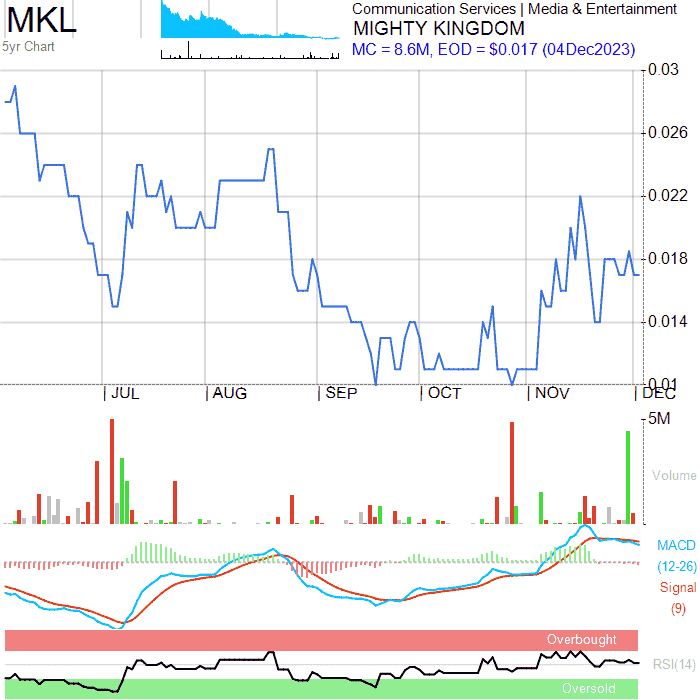 MKL
5yr Chart
Communication Services | Media & Entertainment
MIGHTY KINGDOM
MC = 8.6M, EOD = $0.017 (04Dec2023)
0.03
0.026
0.022
0.018
0.014
0.01
JUL
AUG
SEP
OCT
NOV
DEC
5M
Volume
MACD
(12-26)
Signal
(9)
Overbought
RSI(14)
Oversold